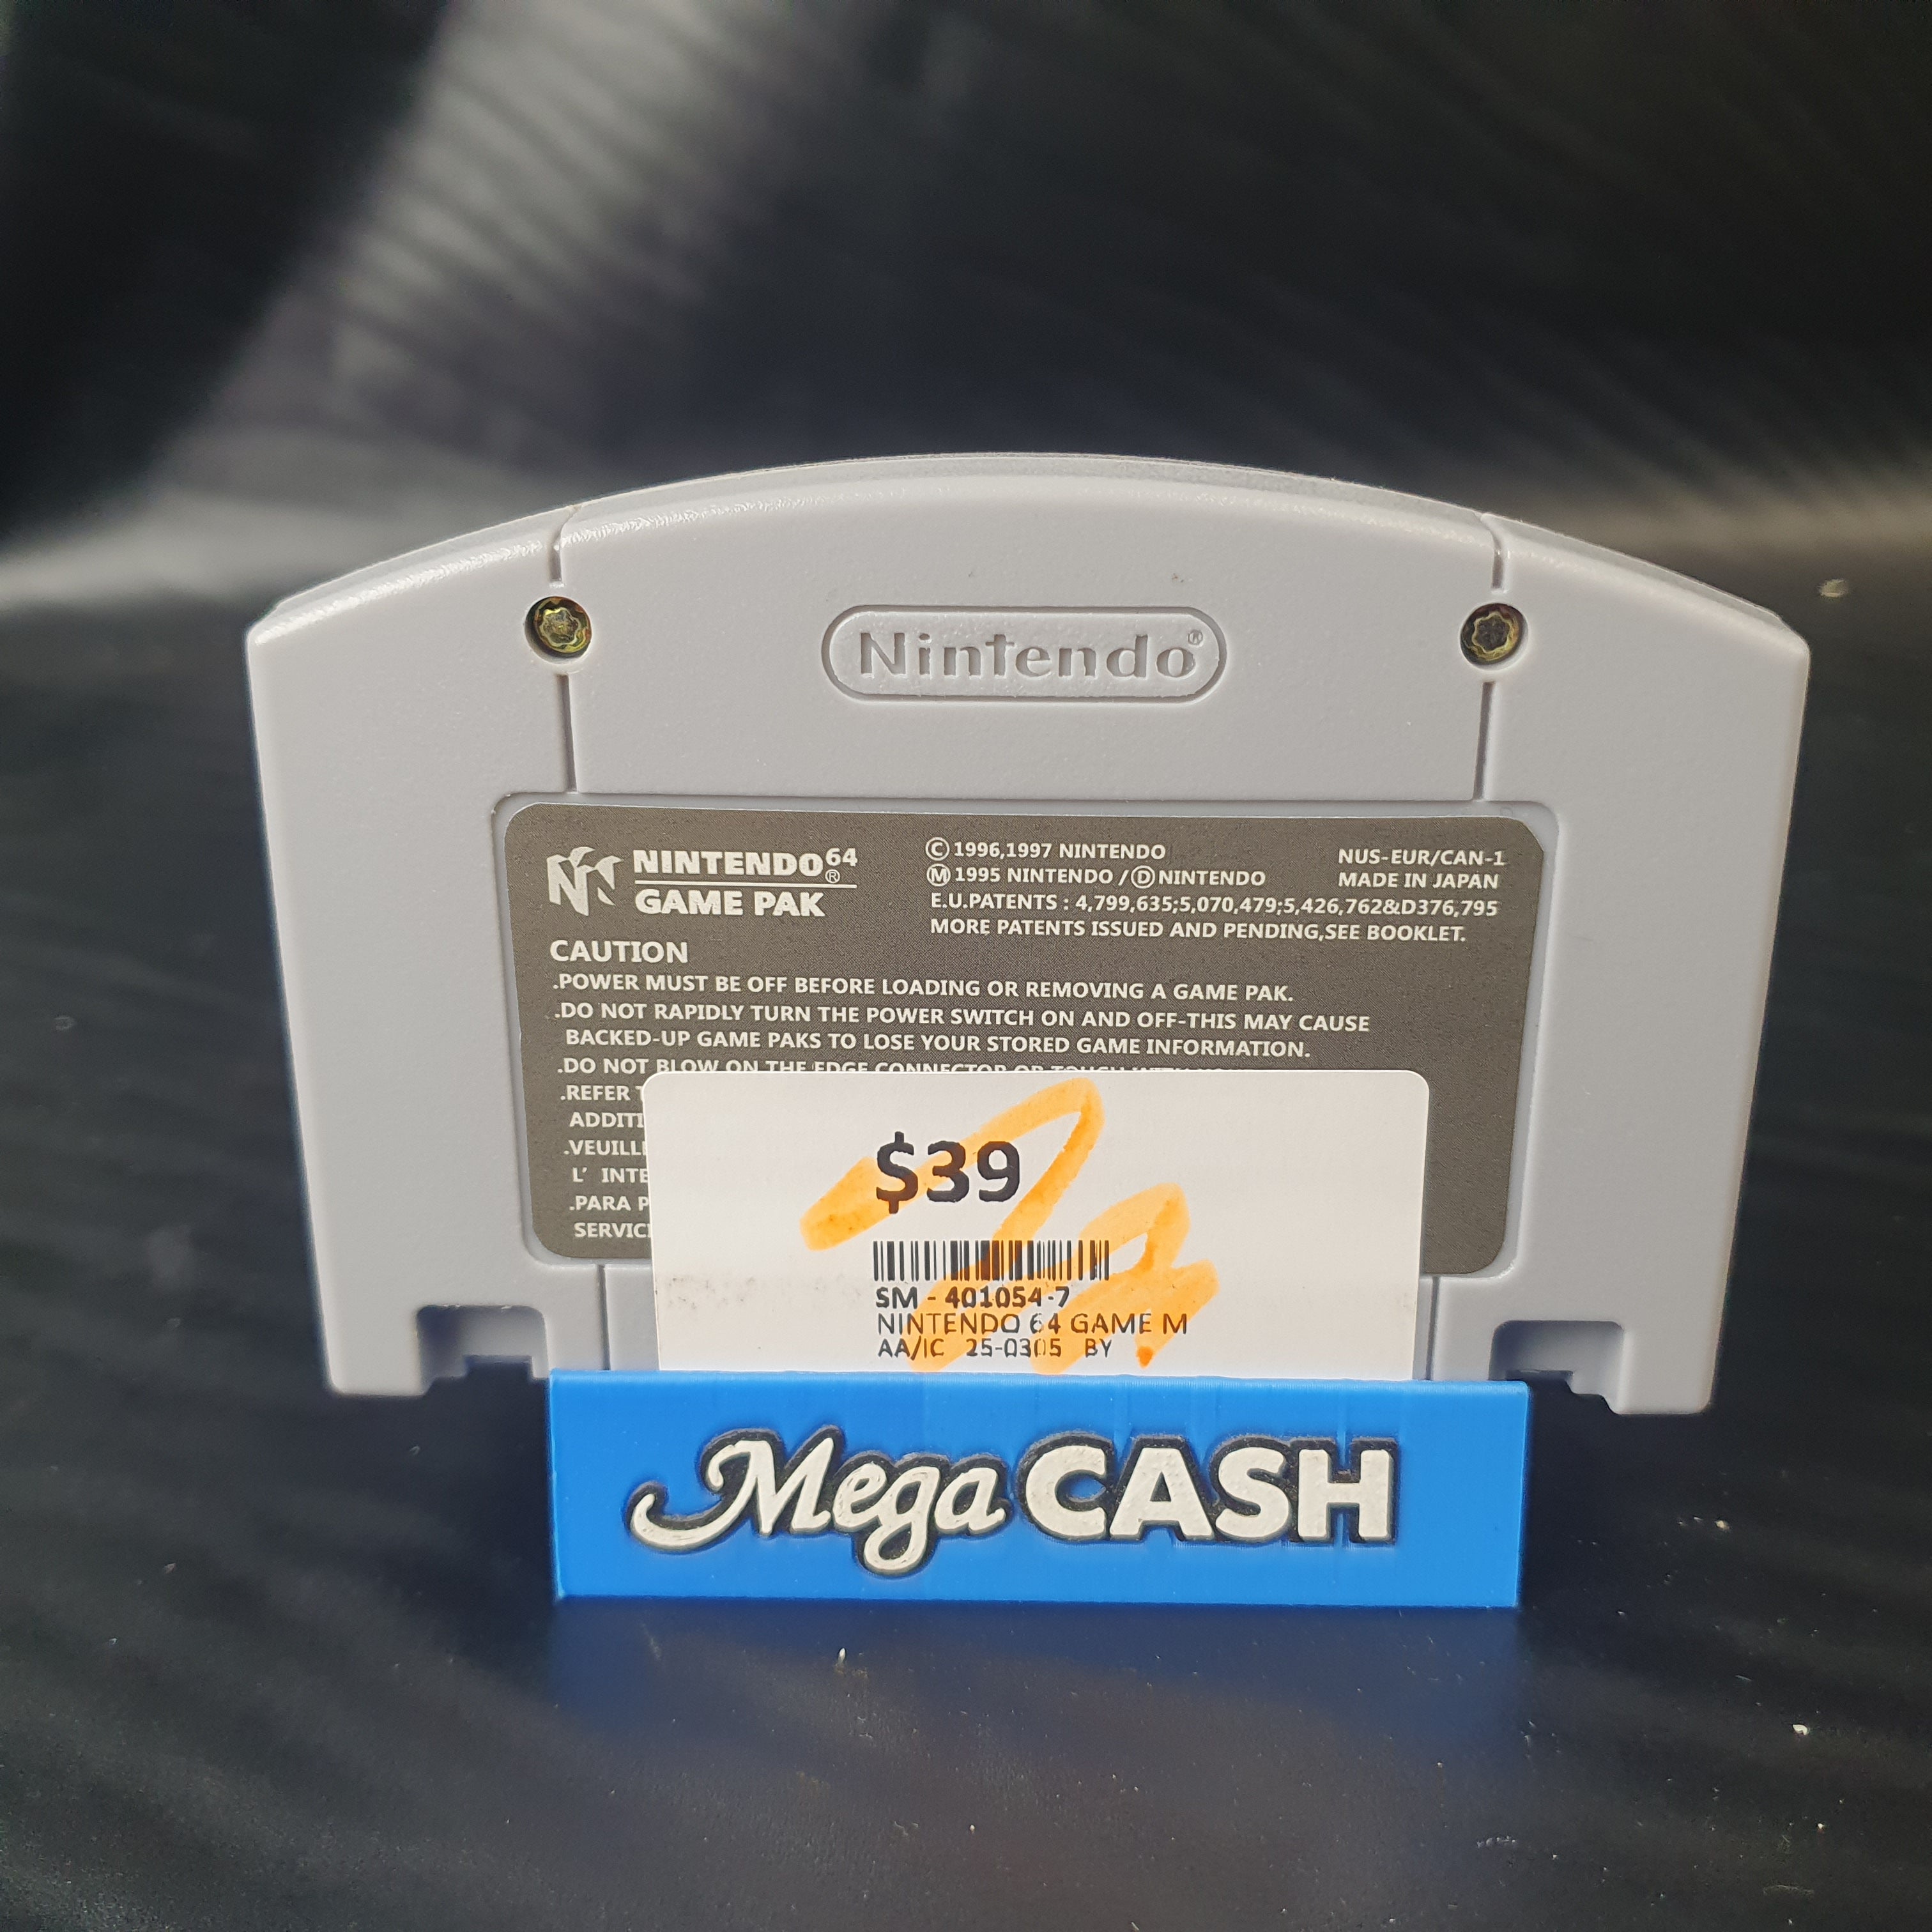 Nintendo®
NINTENDO64®
GAME PAK
Ⓒ1996,1997 NINTENDO
Ⓜ1995 NINTENDO /ⒹNINTENDO
E.U.PATENTS : 4,799,635;5,070,479;5,426,762&D376,795
MORE PATENTS ISSUED AND PENDING,SEE BOOKLET.
NUS-EUR/CAN-1
MADE IN JAPAN
CAUTION
.POWER MUST BE OFF BEFORE LOADING OR REMOVING A GAME PAK.
.DO NOT RAPIDLY TURN THE POWER SWITCH ON AND OFF-THIS MAY CAUSE
BACKED-UP GAME PAKS TO LOSE YOUR STORED GAME INFORMATION.
.DO NOT BLOW ON THE EDGE CONNECTOR OR TOUCH WITH
.REFER
ADDITI
.VEUILL
L' INTE
.PARA P
SERVICI
$39
SM - 401054-7
NINTENDO 64 GAME M
AA/IC 25-0305 BY
Mega CASH